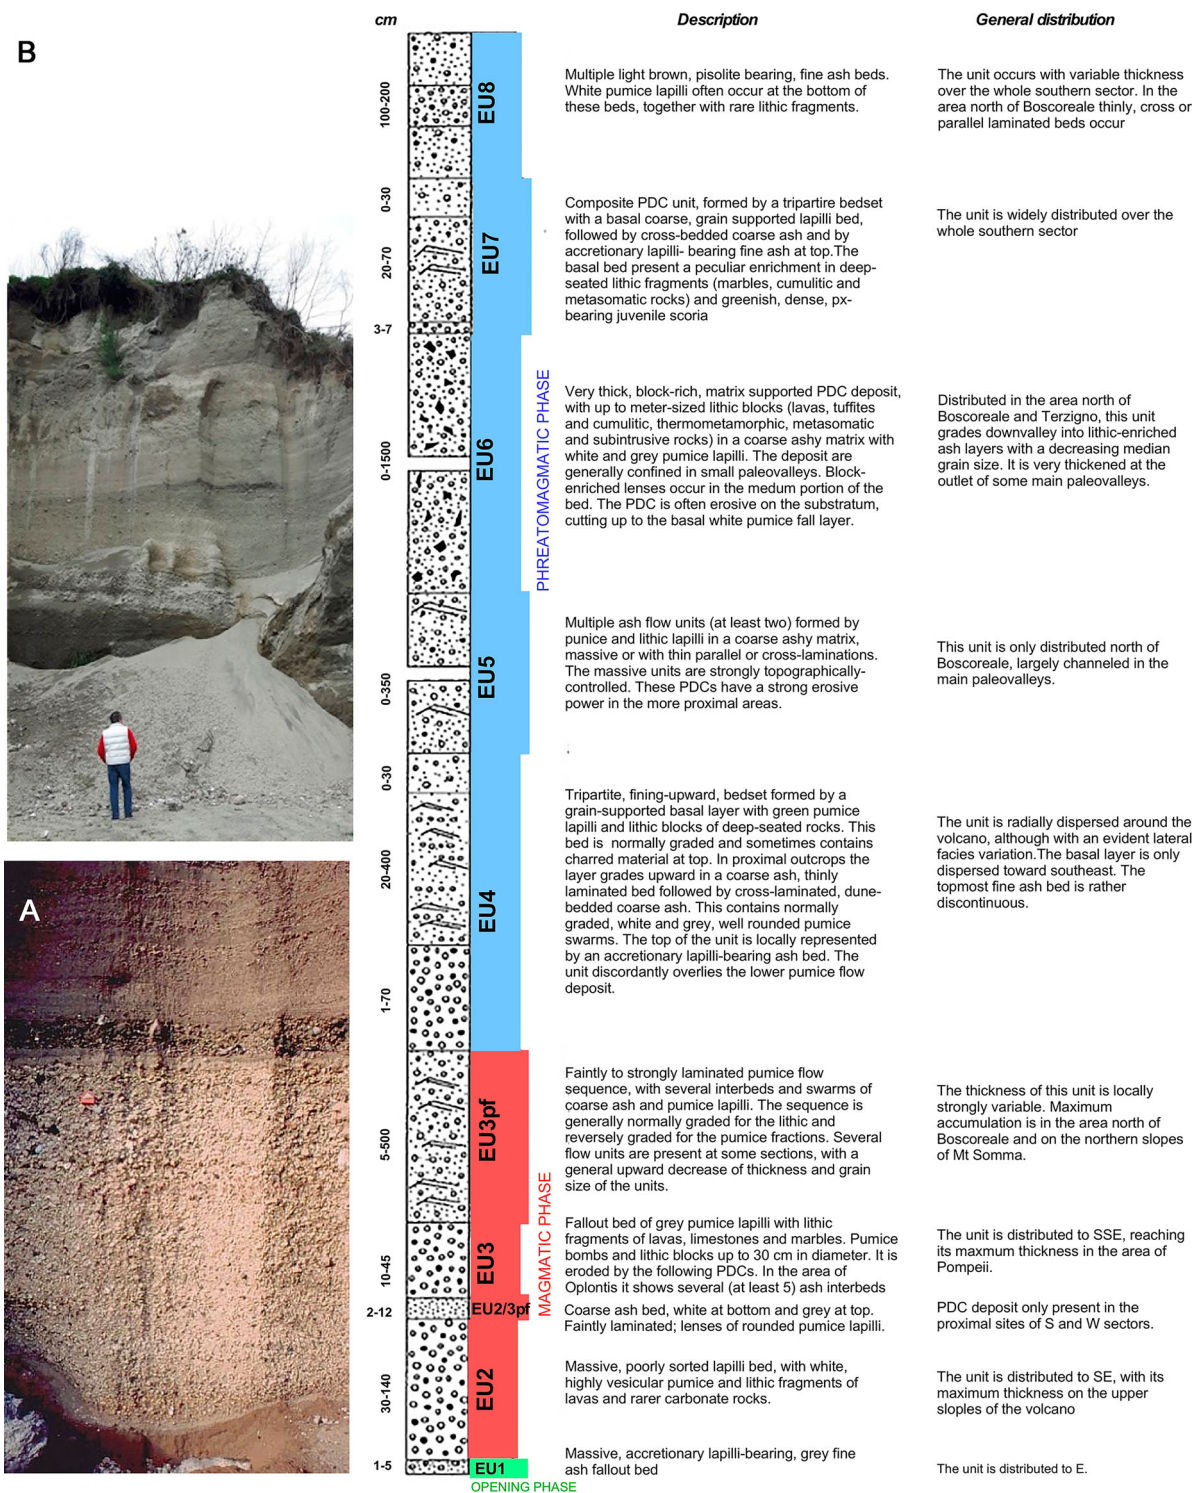 cm
Description
General distribution
B
100-200
EU8
Multiple light brown, pisolite bearing, fine ash beds.
White pumice lapilli often occur at the bottom of
these beds, together with rare lithic fragments.
The unit occurs with variable thickness
over the whole southern sector. In the
area north of Boscoreale thinly, cross or
parallel laminated beds occur
0-30
20-70
3-7
EU7
Composite PDC unit, formed by a tripartire bedset
with a basal coarse, grain supported lapilli bed,
followed by cross-bedded coarse ash and by
accretionary lapilli- bearing fine ash at top.The
basal bed present a peculiar enrichment in deep-
seated lithic fragments (marbles, cumulitic and
metasomatic rocks) and greenish, dense, px-
bearing juvenile scoria
The unit is widely distributed over the
whole southern sector
0-1500
EU6
PHREATOMAGMATIC PHASE
Very thick, block-rich, matrix supported PDC deposit,
with up to meter-sized lithic blocks (lavas, tuffites
and cumulitic, thermometamorphic, metasomatic
and subintrusive rocks) in a coarse ashy matrix with
white and grey pumice lapilli. The deposit are
generally confined in small paleovalleys. Block-
enriched lenses occur in the medum portion of the
bed. The PDC is often erosive on the substratum,
cutting up to the basal white pumice fall layer.
Distributed in the area north of
Boscoreale and Terzigno, this unit
grades downvalley into lithic-enriched
ash layers with a decreasing median
grain size. It is very thickened at the
outlet of some main paleovalleys.
0-350
EU5
Multiple ash flow units (at least two) formed by
punice and lithic lapilli in a coarse ashy matrix,
massive or with thin parallel or cross-laminations.
The massive units are strongly topographically-
controlled. These PDCs have a strong erosive
power in the more proximal areas.
This unit is only distributed north of
Boscoreale, largely channeled in the
main paleovalleys.
0-30
20-400
1-70
EU4
Tripartite, fining-upward, bedset formed by a
grain-supported basal layer with green pumice
lapilli and lithic blocks of deep-seated rocks. This
bed is normally graded and sometimes contains
charred material at top. In proximal outcrops the
layer grades upward in a coarse ash, thinly
laminated bed followed by cross-laminated, dune-
bedded coarse ash. This contains normally
graded, white and grey, well rounded pumice
swarms. The top of the unit is locally represented
by an accretionary lapilli-bearing ash bed. The
unit discordantly overlies the lower pumice flow
deposit.
The unit is radially dispersed around the
volcano, although with an evident lateral
facies variation.The basal layer is only
dispersed toward southeast. The
topmost fine ash bed is rather
discontinuous.
A
5-500
EU3pf
Faintly to strongly laminated pumice flow
sequence, with several interbeds and swarms of
coarse ash and pumice lapilli. The sequence is
generally normally graded for the lithic and
reversely graded for the pumice fractions. Several
flow units are present at some sections, with a
general upward decrease of thickness and grain
size of the units.
The thickness of this unit is locally
strongly variable. Maximum
accumulation is in the area north of
Boscoreale and on the northern slopes
of Mt Somma.
MAGMATIC PHASE
10-45
EU3
Fallout bed of grey pumice lapilli with lithic
fragments of lavas, limestones and marbles. Pumice
bombs and lithic blocks up to 30 cm in diameter. It is
eroded by the following PDCs. In the area of
Oplontis it shows several (at least 5) ash interbeds
The unit is distributed to SSE, reaching
its maxmum thickness in the area of
Pompeii.
2-12
EU2/3pf
Coarse ash bed, white at bottom and grey at top.
Faintly laminated; lenses of rounded pumice lapilli.
PDC deposit only present in the
proximal sites of S and W sectors.
30-140
EU2
Massive, poorly sorted lapilli bed, with white,
highly vesicular pumice and lithic fragments of
lavas and rarer carbonate rocks.
The unit is distributed to SE, with its
maximum thickness on the upper
sloples of the volcano
1-5
EU1
Massive, accretionary lapilli-bearing, grey fine
ash fallout bed
The unit is distributed to E.
OPENING PHASE